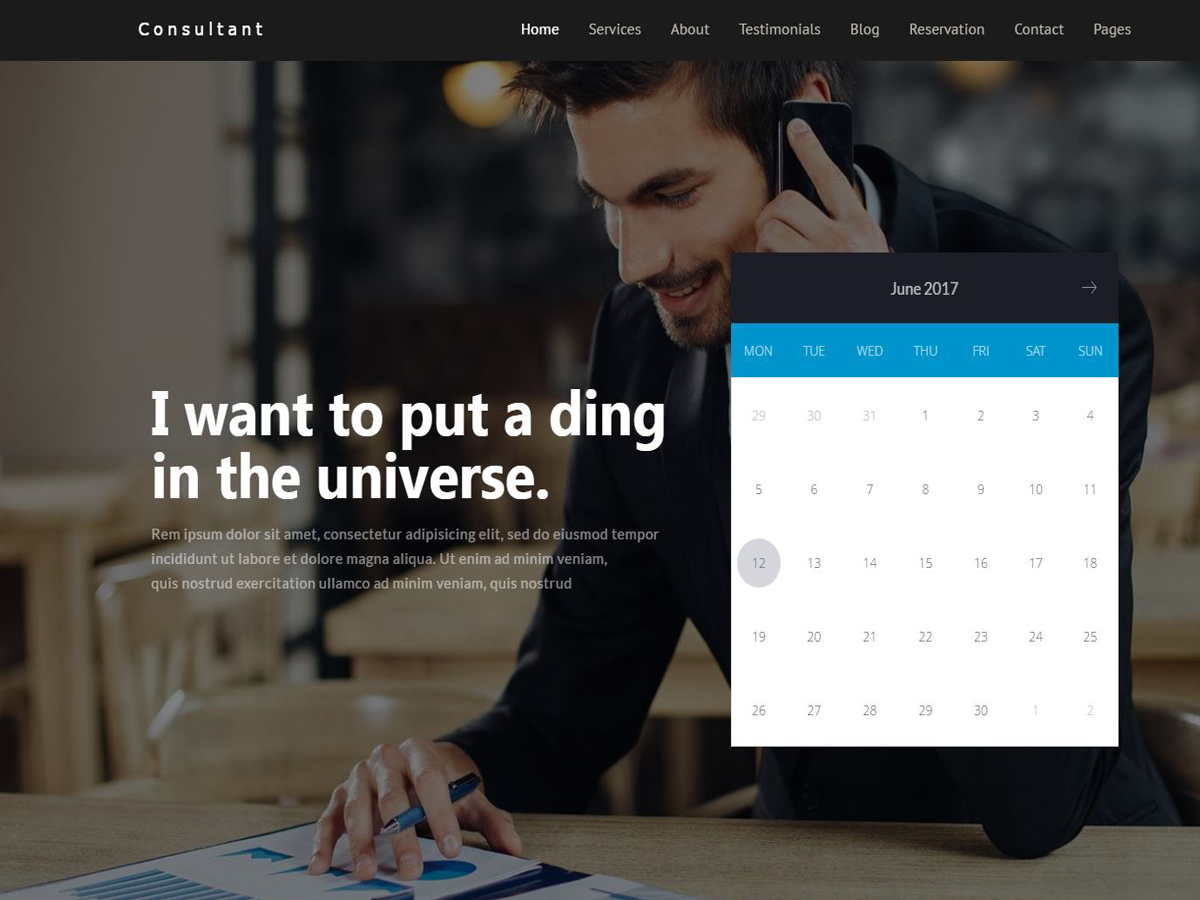 Consultant
Home Services About Testimonials Blog Reservation Contact Pages
June 2017
MON TUE WED THU FRI SAT SUN
29 30 31 1 2 3 4
5 6 7 8 9 10 11
12 13 14 15 16 17 18
19 20 21 22 23 24 25
26 27 28 29 30 1 2
I want to put a ding
in the universe.
Rem ipsum dolor sit amet, consectetur adipisicing elit, sed do eiusmod tempor
incididunt ut labore et dolore magna aliqua. Ut enim ad minim veniam,
quis nostrud exercitation ullamco ad minim veniam, quis nostrud